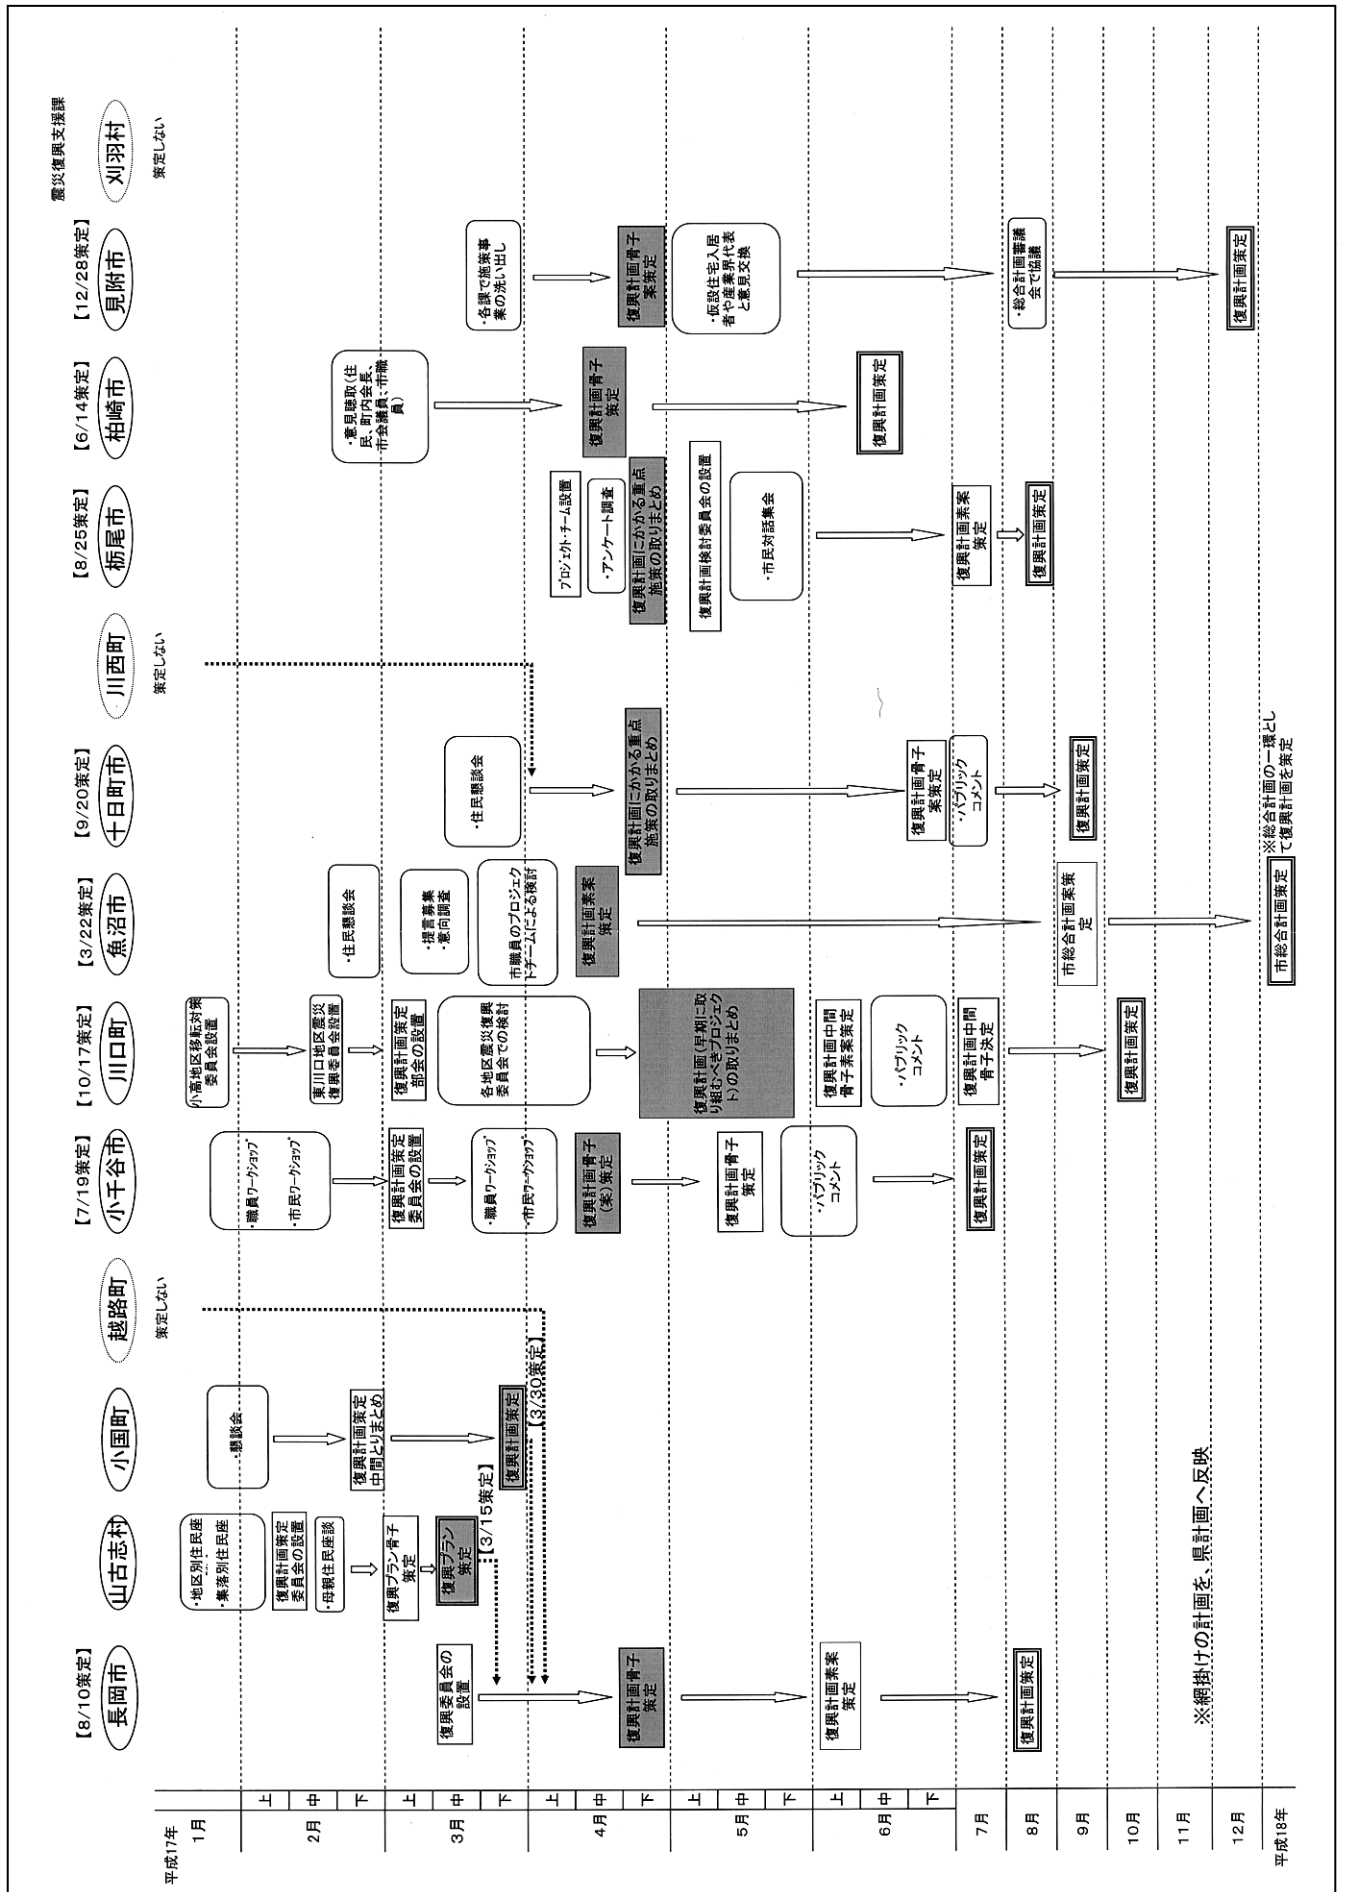 震災復興支援課
平成17年
1月
2月
上
中
下
3月
上
中
下
4月
上
中
下
5月
上
中
下
6月
上
中
下
7月
8月
9月
10月
11月
12月
平成18年
【8/10策定】
長岡市
復興委員会の
設置
復興計画骨子
策定
復興計画素案
策定
復興計画策定
山古志村
・地区別住民座
・集落別住民座
復興計画策定
委員会の設置
・母親住民座談
復興プラン骨子
策定
復興プラン
策定
【3/15策定】
小国町
・懇談会
復興計画策定
中間とりまとめ
復興計画策定
【3/30策定】
越路町
策定しない
【7/19策定】
小千谷市
・職員ワークショップ
・市民ワークショップ
復興計画策定
委員会の設置
・職員ワークショップ
・市民ワークショップ
復興計画骨子
(案)策定
復興計画骨子
策定
・パブリック
コメント
復興計画策定
【10/17策定】
川口町
小高地区移転対策
委員会設置
東川口地区震災
復興委員会設置
復興計画策定
部会の設置
各地区震災復興
委員会での検討
復興計画(早期に取
り組むべきプロジェク
ト)の取りまとめ
復興計画中間
骨子素案策定
・パブリック
コメント
復興計画中間
骨子決定
復興計画策定
【3/22策定】
魚沼市
・住民懇談会
・提言募集
・意向調査
市職員のプロジェク
トチームによる検討
復興計画素案
策定
市総合計画案策
定
市総合計画策定
※総合計画の一環とし
て復興計画を策定
【9/20策定】
十日町市
・住民懇談会
復興計画にかかる重点
施策の取りまとめ
復興計画骨子
案策定
・パブリック
コメント
復興計画策定
川西町
策定しない
【8/25策定】
栃尾市
プロジェクト・チーム設置
・アンケート調査
復興計画にかかる重点
施策の取りまとめ
復興計画検討委員会の設置
・市民対話集会
復興計画素案
策定
復興計画策定
【6/14策定】
柏崎市
・意見聴取(住
民、町内会長、
市会議員、市職
員)
復興計画骨子
策定
復興計画策定
【12/28策定】
見附市
・各課で施策事
業の洗い出し
復興計画骨子
案策定
・仮設住宅入居
者や産業界代表
と意見交換
・総合計画審議
会で協議
復興計画策定
刈羽村
策定しない
※網掛けの計画を、県計画へ反映